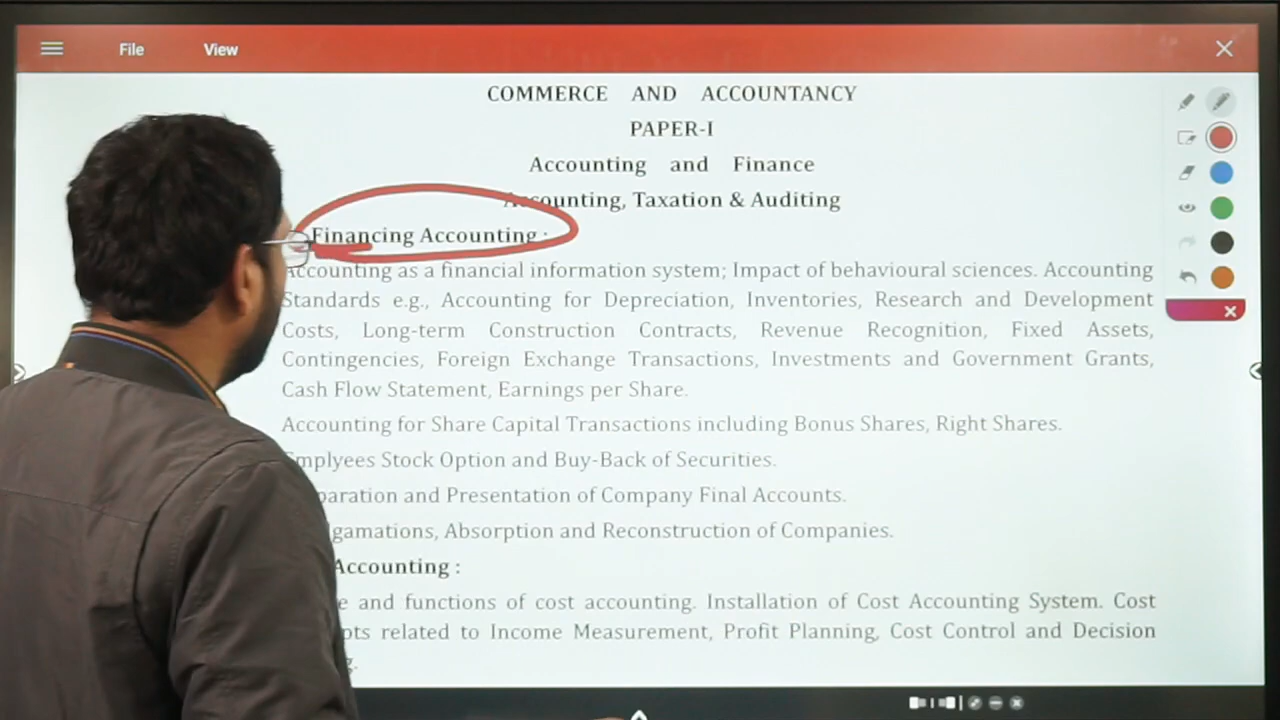 File View
COMMERCE AND ACCOUNTANCY
PAPER-I
Accounting and Finance
Accounting, Taxation & Auditing
Financing Accounting :
Accounting as a financial information system; Impact of behavioural sciences. Accounting
Standards e.g., Accounting for Depreciation, Inventories, Research and Development
Costs, Long-term Construction Contracts, Revenue Recognition, Fixed Assets,
Contingencies, Foreign Exchange Transactions, Investments and Government Grants,
Cash Flow Statement, Earnings per Share.
Accounting for Share Capital Transactions including Bonus Shares, Right Shares.
Emplyees Stock Option and Buy-Back of Securities.
and Presentation of Company Final Accounts.
Absorption and Reconstruction of Companies.
Accounting :
and functions of cost accounting. Installation of Cost Accounting System. Cost
related to Income Measurement, Profit Planning, Cost Control and Decision